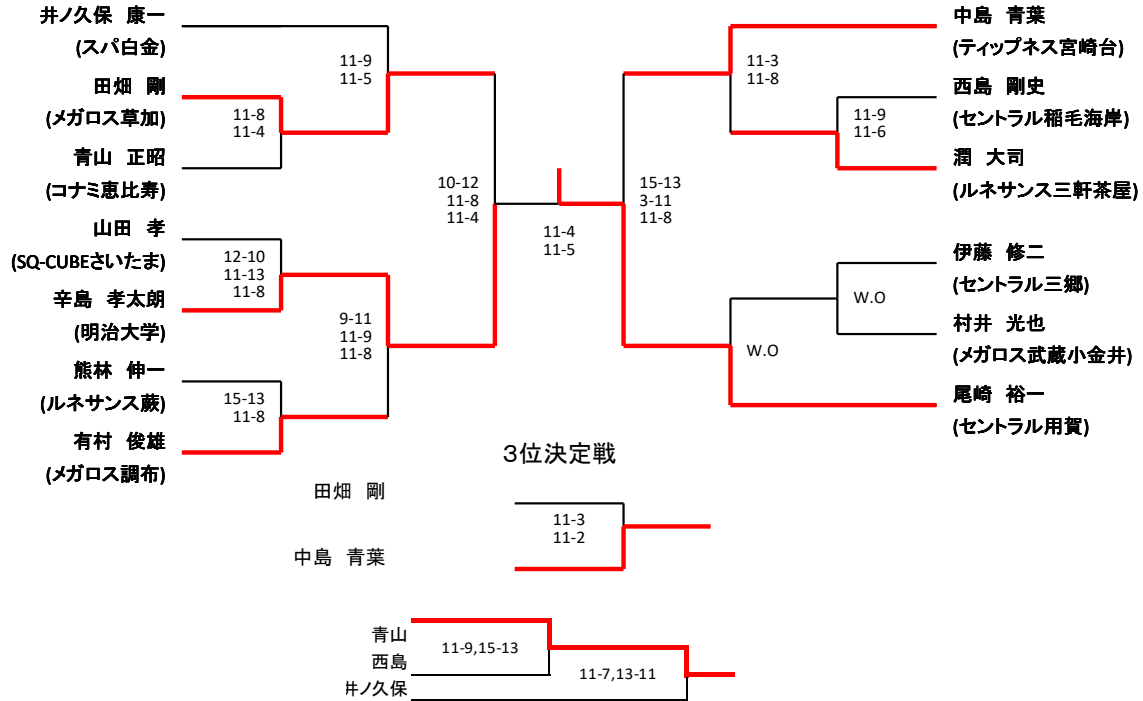 井ノ久保 康一
(スパ白金)
田畑 剛
(メガロス草加)
青山 正昭
(コナミ恵比寿)
山田 孝
(SQ-CUBEさいたま)
辛島 孝太朗
(明治大学)
熊林 伸一
(ルネサンス蕨)
有村 俊雄
(メガロス調布)
11-9
11-5
11-8
11-4
12-10
11-13
11-8
9-11
11-9
11-8
15-13
11-8
10-12
11-8
11-4
11-4
11-5
15-13
3-11
11-8
11-3
11-8
11-9
11-6
W.O
W.O
中島 青葉
(ティップネス宮崎台)
西島 剛史
(セントラル稲毛海岸)
潤 大司
(ルネサンス三軒茶屋)
伊藤 修二
(セントラル三郷)
村井 光也
(メガロス武蔵小金井)
尾崎 裕一
(セントラル用賀)
3位決定戦
田畑 剛
中島 青葉
11-3
11-2
青山
西島
井ノ久保
11-9,15-13
11-7,13-11